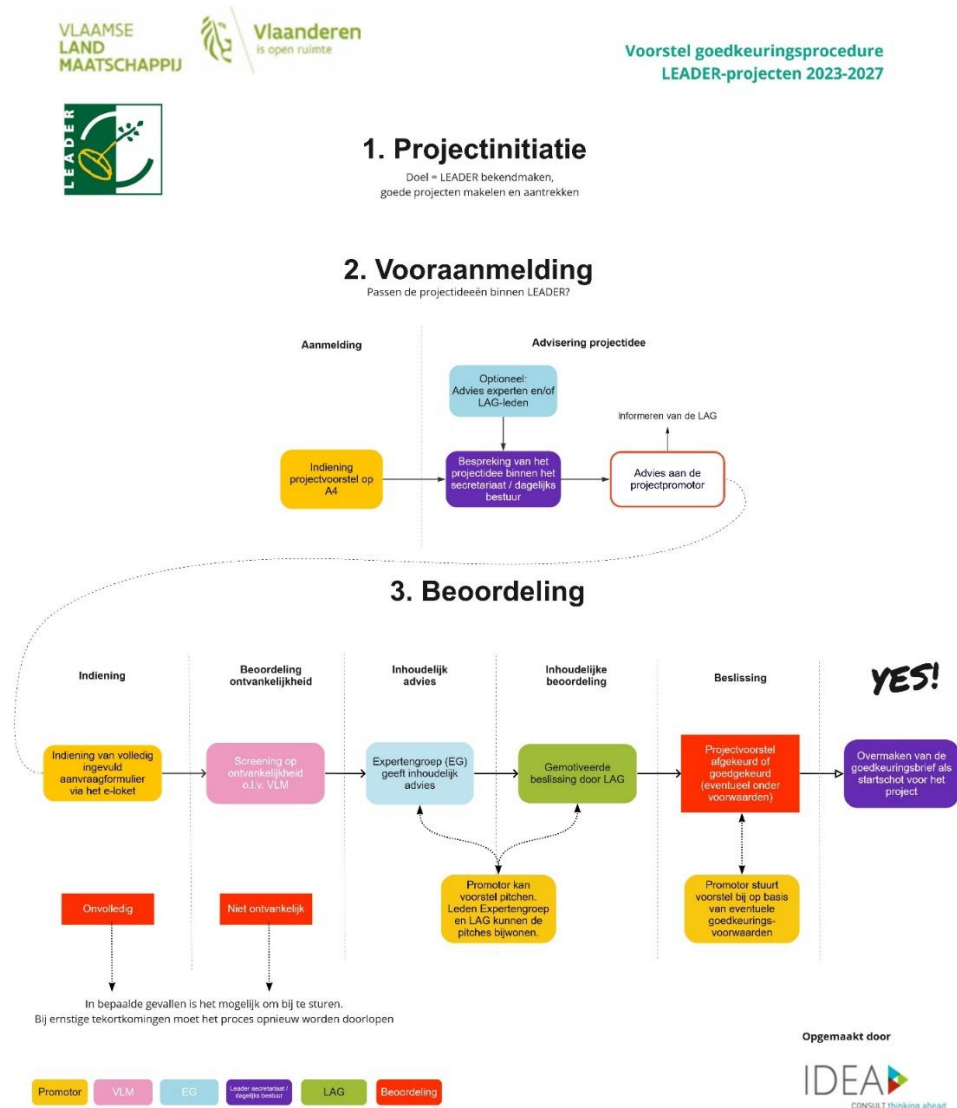 VLAAMSE
LAND
MAATSCHAPPIJ
Vlaanderen
is open ruimte
Voorstel goedkeuringsprocedure
LEADER-projecten 2023-2027
LEADER
1. Projectinitiatie
Doel = LEADER bekendmaken,
goede projecten makelen en aantrekken
2. Vooraanmelding
Passen de projectideeën binnen LEADER?
Aanmelding
Advisering projectidee
Optioneel:
Advies experten en/of
LAG-leden
Informeren van de LAG
Indiening
projectvoorstel op
A4
Bespreking van het
projectidee binnen het
secretariaat / dagelijks
bestuur
Advies aan de
projectpromotor
3. Beoordeling
Indiening
Beoordeling
ontvankelijkheid
Inhoudelijk
advies
Inhoudelijke
beoordeling
Beslissing
YES!
Indiening van volledig
ingevuld
aanvraagformulier
via het e-loket
Screening op
ontvankelijkheid
o.l.v. VLM
Expertengroep (EG)
geeft inhoudelijk
advies
Gemotiveerde
beslissing door LAG
Projectvoorstel
afgekeurd of
goedgekeurd
(eventueel onder
voorwaarden)
Overmaken van de
goedkeuringsbrief als
startschot voor het
project
Onvolledig
Niet ontvankelijk
Promotor kan
voorstel pitchen.
Leden Expertengroep
en LAG kunnen de
pitches bijwonen.
Promotor stuurt
voorstel bij op basis
van eventuele
goedkeurings-
voorwaarden
In bepaalde gevallen is het mogelijk om bij te sturen.
Bij ernstige tekortkomingen moet het proces opnieuw worden doorlopen
Opgemaakt door
IDEA
CONSULT thinking ahead
Promotor
VLM
EG
Leader secretariaat /
dagelijks bestuur
LAG
Beoordeling